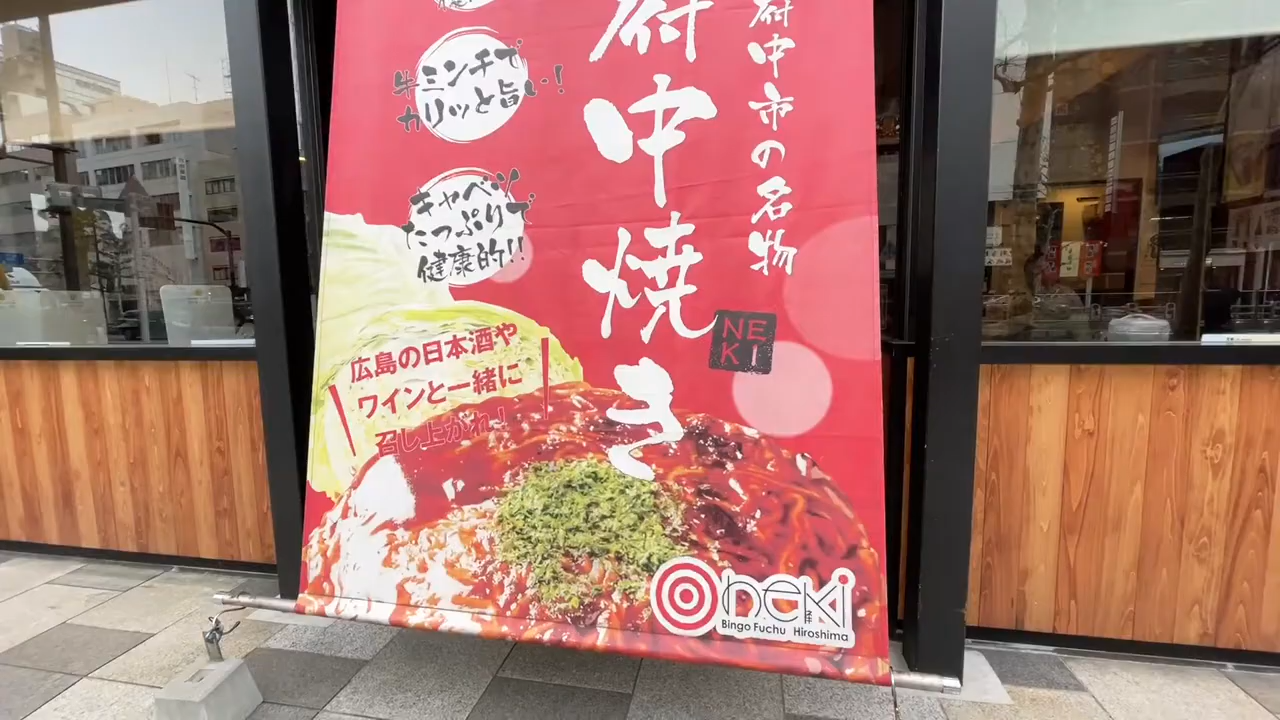 府中市の名物
府中焼き
NE
KI
牛ミンチで
カリッと旨い!
キャベツ
たっぷりで
健康的!!
広島の日本酒や
ワインと一緒に
召し上がれ!
neki
Bingo Fuchu Hiroshima